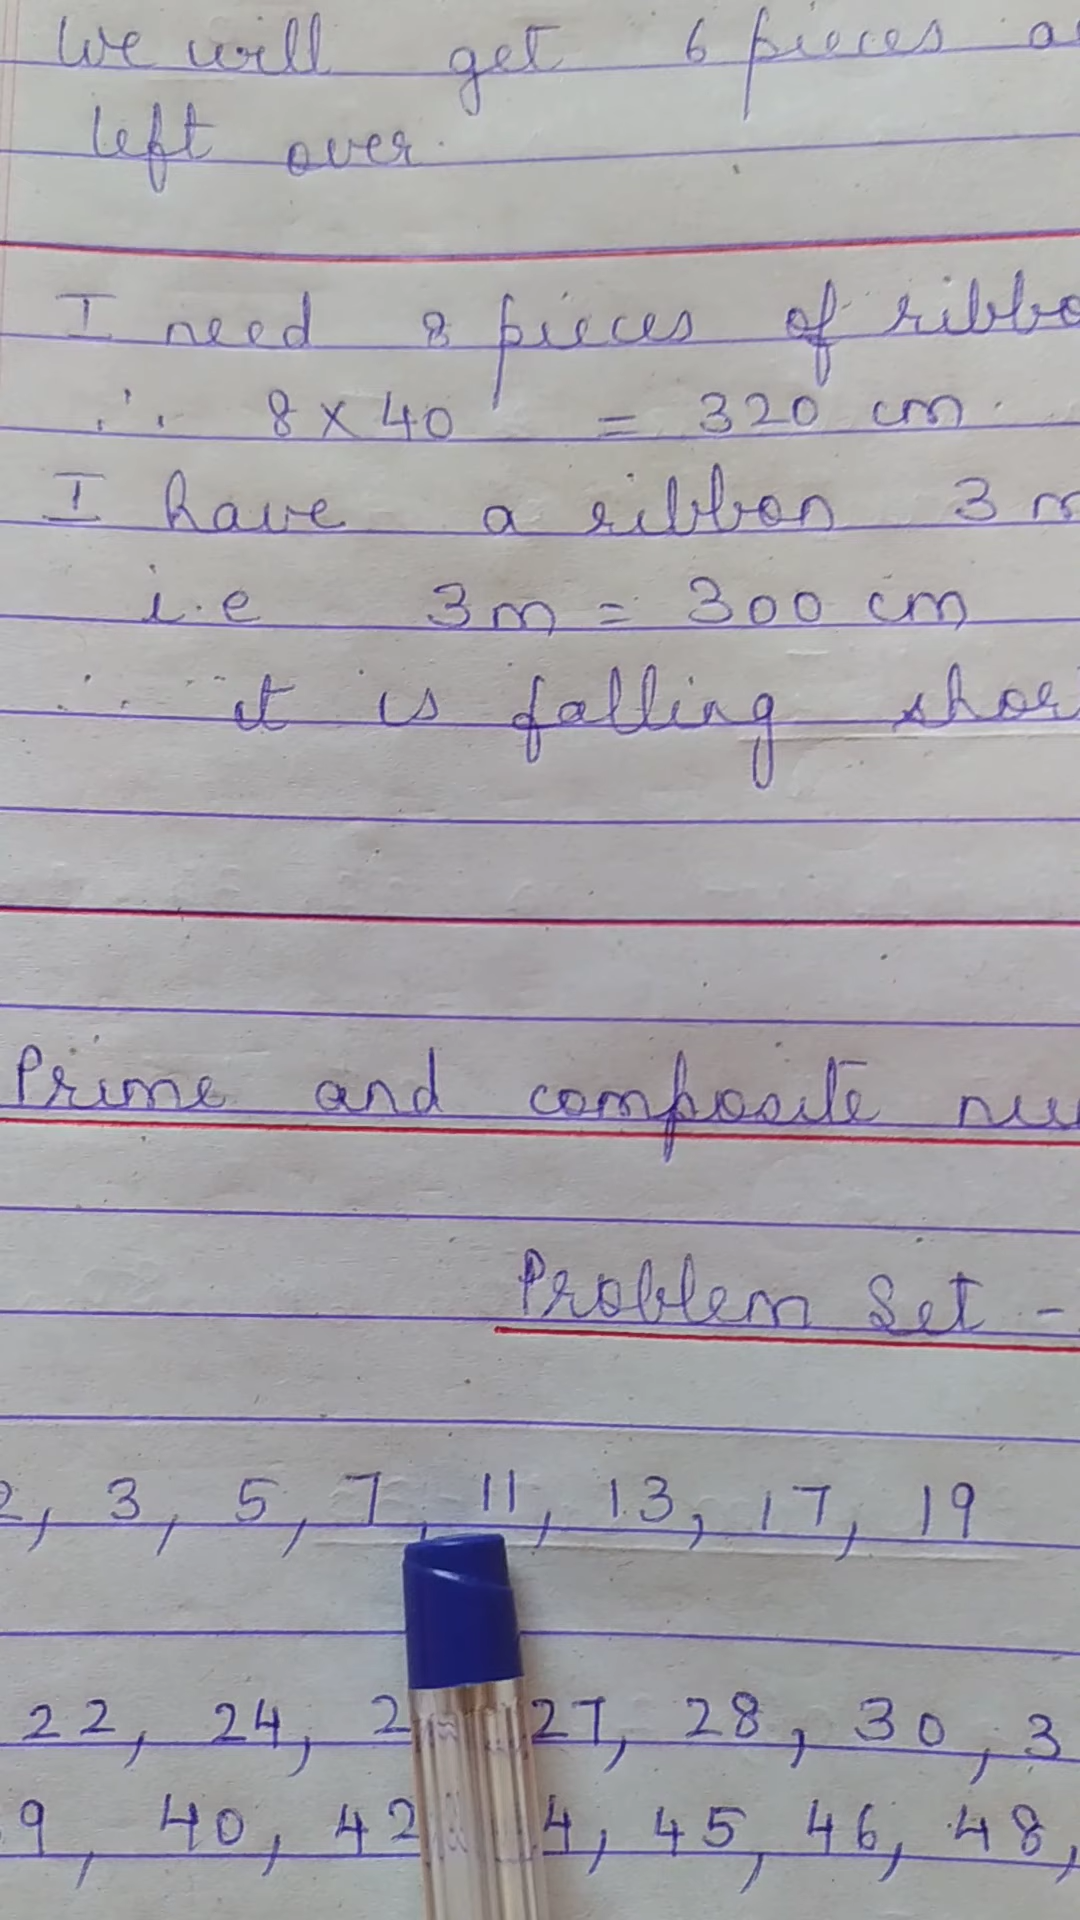 We will get 6 pieces
left over.
I need 8 pieces of ribbo
∴ 8 × 40 = 320 cm.
I have a ribbon 3 m
i.e 3m = 300 cm
∴ it is falling shor
Prime and composite nu
Problem Set -
2, 3, 5, 7, 11, 13, 17, 19
22, 24, 2 27, 28, 30, 3
9, 40, 42 4, 45, 46, 48,